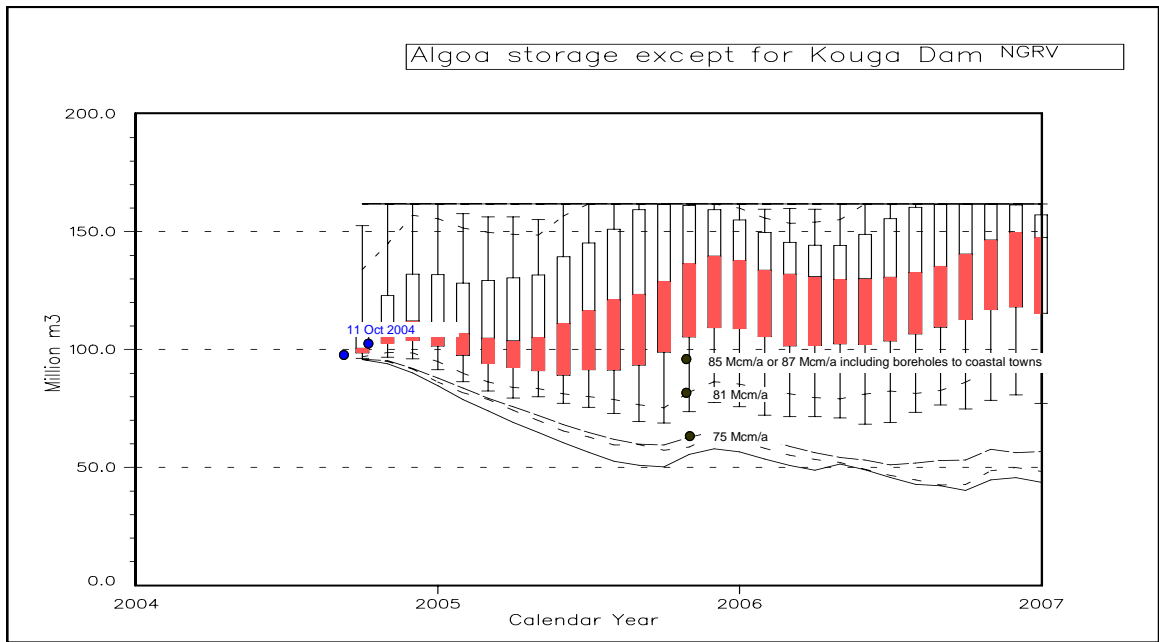 Algoa storage except for Kouga Dam NGRV
200.0
150.0
11 Oct 2004
100.0
85 Mcm/a or 87 Mcm/a including boreholes to coastal towns
81 Mcm/a
75 Mcm/a
50.0
0.0
Million m3
2004
2005
2006
2007
Calendar Year